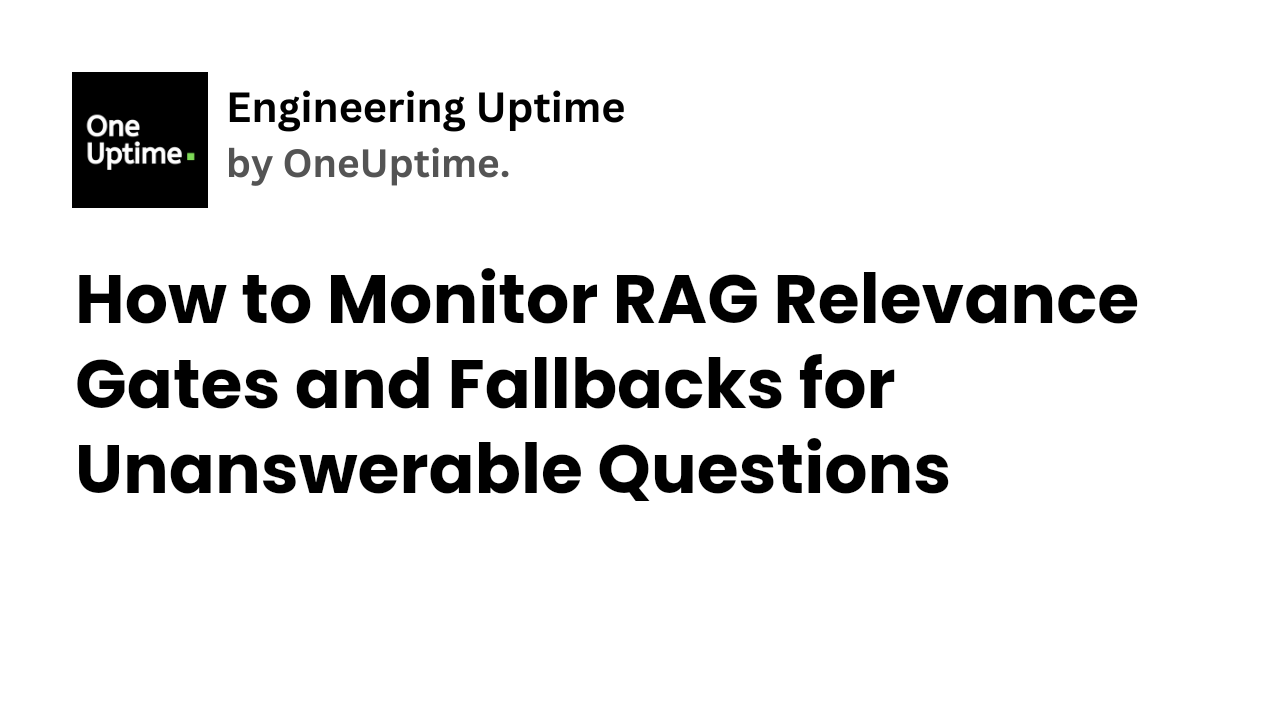 One
Uptime.
Engineering Uptime
by OneUptime.
How to Monitor RAG Relevance
Gates and Fallbacks for
Unanswerable Questions